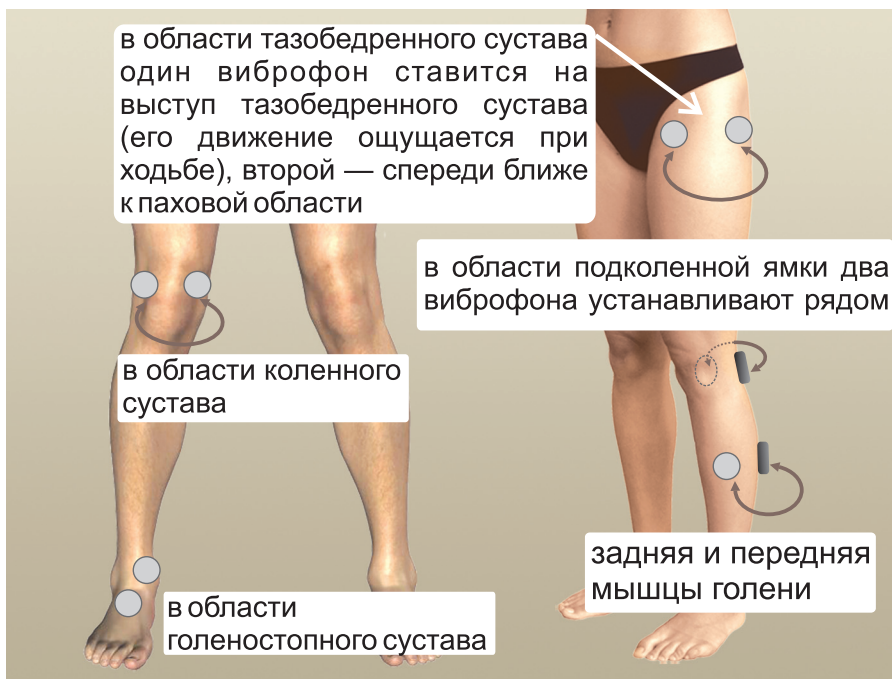 в области тазобедренного сустава
один виброфон ставится на
выступ тазобедренного сустава
(его движение ощущается при
ходьбе), второй — спереди ближе
к паховой области
в области подколенной ямки два
виброфона устанавливают рядом
в области коленного
сустава
задняя и передняя
мышцы голени
в области
голеностопного сустава